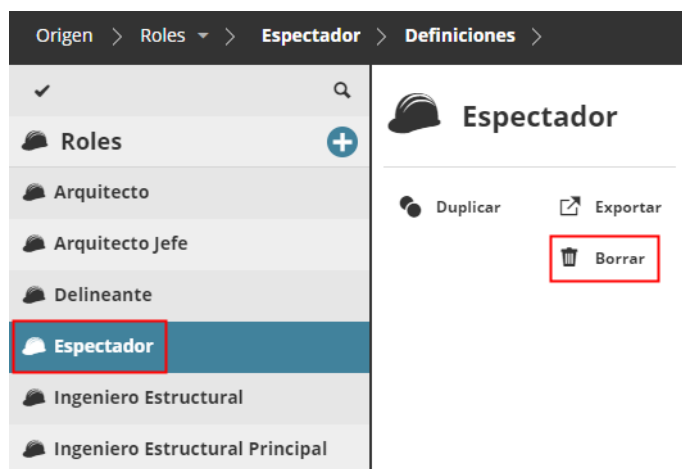 Origen > Roles > Espectador > Definiciones >
Roles
Arquitecto
Arquitecto Jefe
Delineante
Espectador
Ingeniero Estructural
Ingeniero Estructural Principal
Espectador
Duplicar
Exportar
Borrar